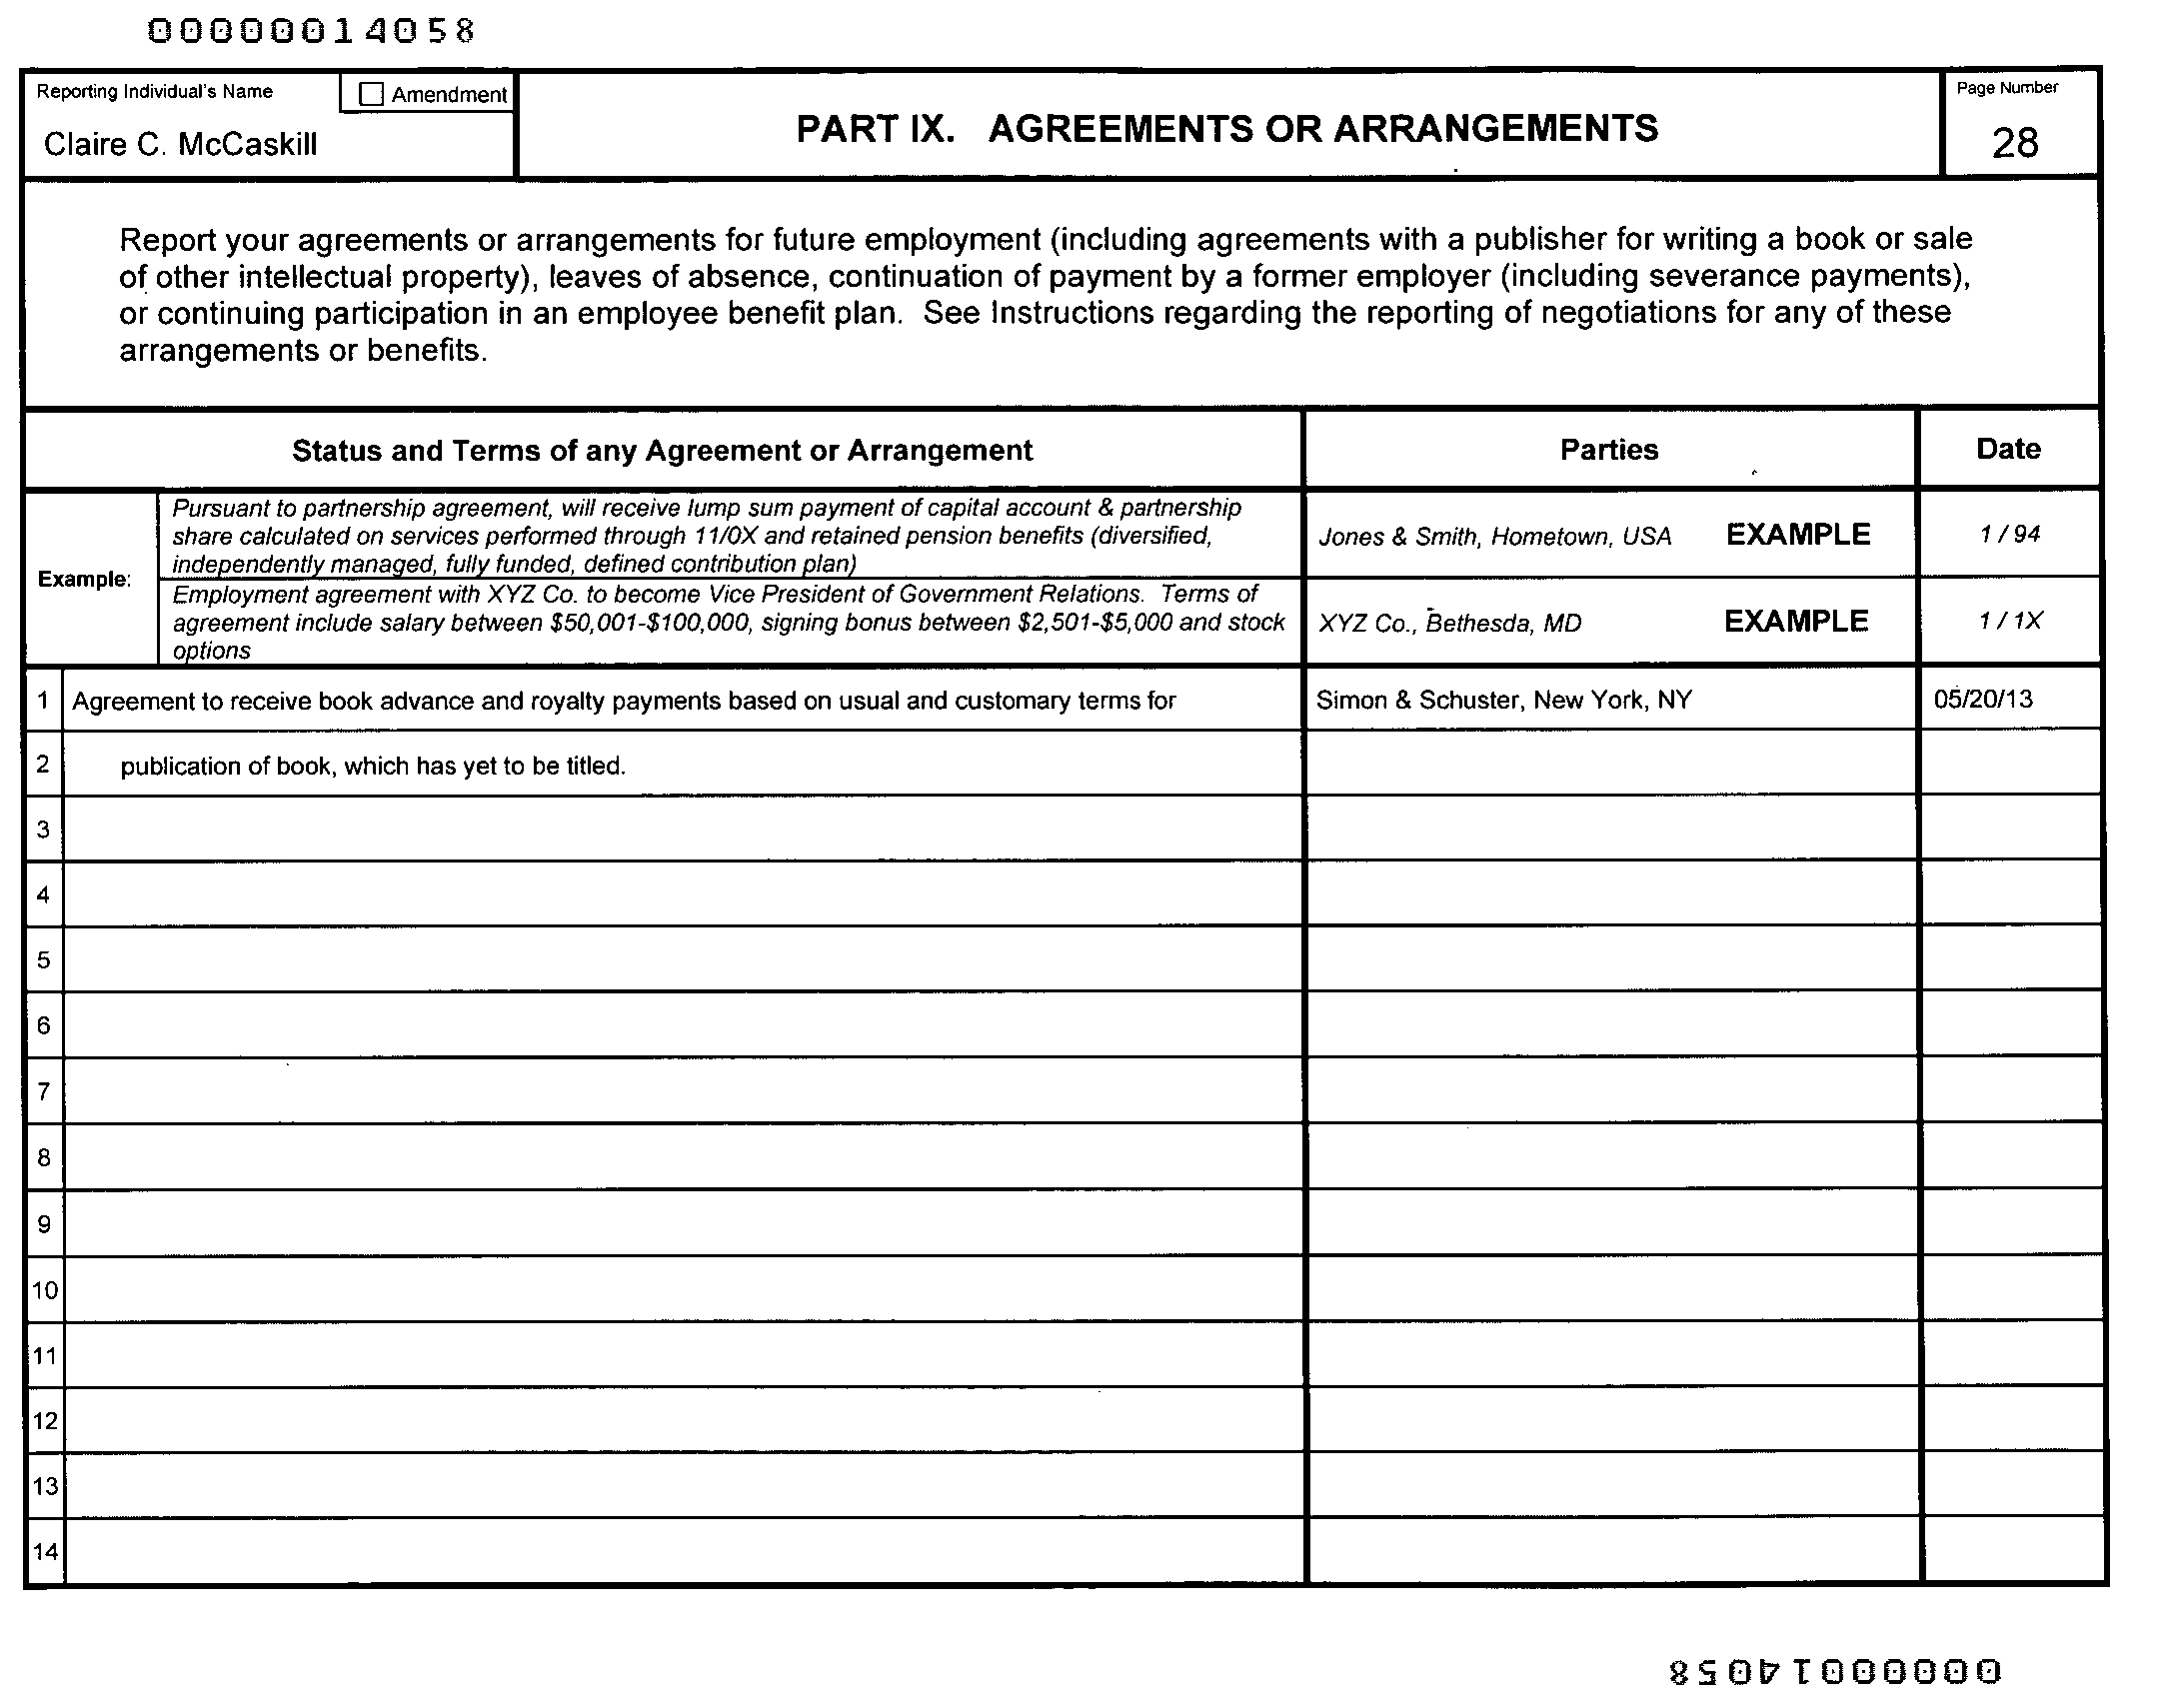 00000014058
Reporting Individual's Name
Amendment
Claire C. McCaskill
PART IX. AGREEMENTS OR ARRANGEMENTS
Page Number
28
Report your agreements or arrangements for future employment (including agreements with a publisher for writing a book or sale
of other intellectual property), leaves of absence, continuation of payment by a former employer (including severance payments),
or continuing participation in an employee benefit plan. See Instructions regarding the reporting of negotiations for any of these
arrangements or benefits.
Status and Terms of any Agreement or Arrangement
Parties
Date
Example:
Pursuant to partnership agreement, will receive lump sum payment of capital account & partnership
share calculated on services performed through 11/0X and retained pension benefits (diversified,
independently managed, fully funded, defined contribution plan)
Jones & Smith, Hometown, USA EXAMPLE
1 / 94
Employment agreement with XYZ Co. to become Vice President of Government Relations. Terms of
agreement include salary between $50,001-$100,000, signing bonus between $2,501-$5,000 and stock
options
XYZ Co., Bethesda, MD EXAMPLE
1 / 1X
1 Agreement to receive book advance and royalty payments based on usual and customary terms for
Simon & Schuster, New York, NY
05/20/13
2 publication of book, which has yet to be titled.
3
4
5
6
7
8
9
10
11
12
13
14
00000014058